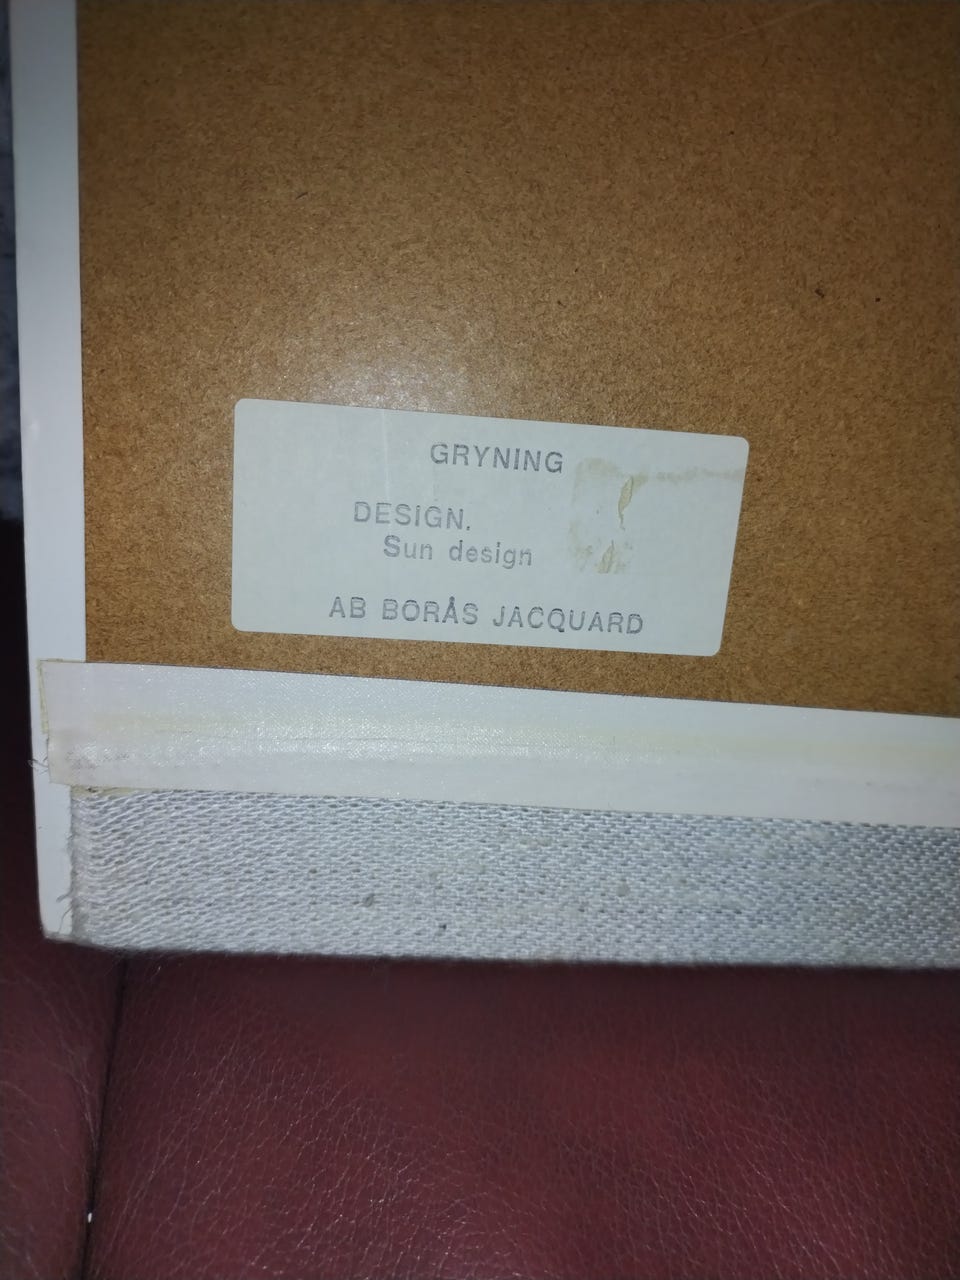 GRYNING
DESIGN.
Sun design
AB BORÅS JACQUARD